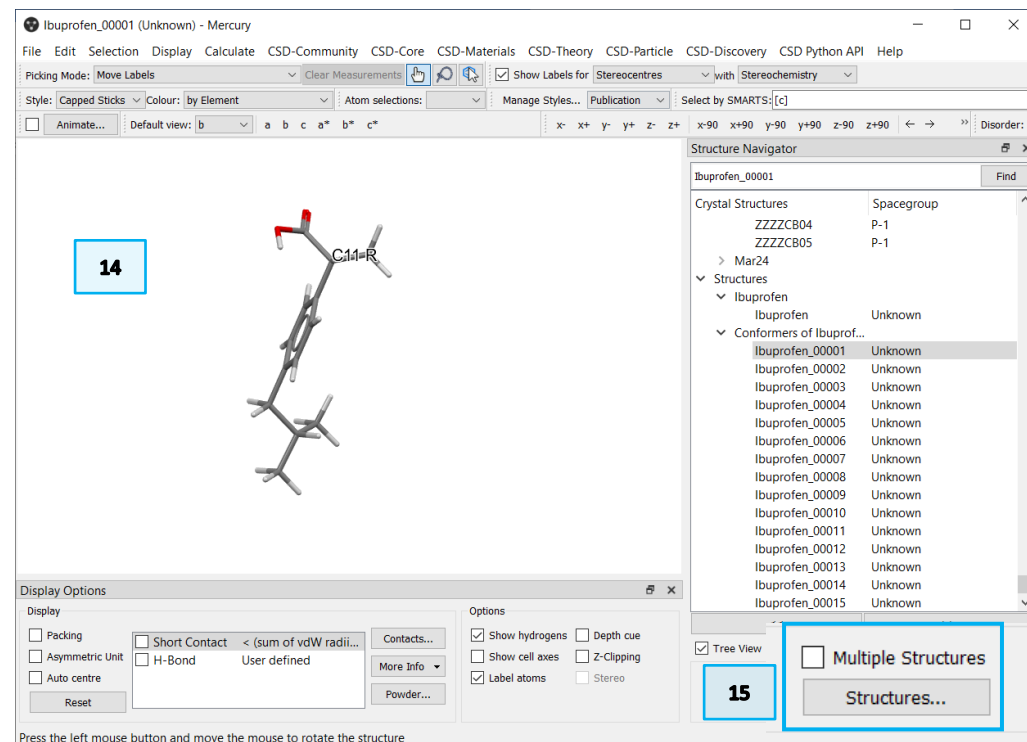 Ibuprofen_00001 (Unknown) - Mercury
File Edit Selection Display Calculate CSD-Community CSD-Core CSD-Materials CSD-Theory CSD-Particle CSD-Discovery CSD Python API Help
Picking Mode: Move Labels Clear Measurements Show Labels for Stereocentres with Stereochemistry
Style: Capped Sticks Colour: by Element Atom selections: Manage Styles... Publication Select by SMARTS: [c]
Animate... Default view: b a b c a* b* c* x- x+ y- y+ z- z+ x-90 x+90 y-90 y+90 z-90 z+90 ← → » Disorder:
Structure Navigator
Ibuprofen_00001 Find
Crystal Structures Spacegroup
ZZZZCB04 P-1
ZZZZCB05 P-1
Mar24
Structures
Ibuprofen
Ibuprofen Unknown
Conformers of Ibuprof...
Ibuprofen_00001 Unknown
Ibuprofen_00002 Unknown
Ibuprofen_00003 Unknown
Ibuprofen_00004 Unknown
Ibuprofen_00005 Unknown
Ibuprofen_00006 Unknown
Ibuprofen_00007 Unknown
Ibuprofen_00008 Unknown
Ibuprofen_00009 Unknown
Ibuprofen_00010 Unknown
Ibuprofen_00011 Unknown
Ibuprofen_00012 Unknown
Ibuprofen_00013 Unknown
Ibuprofen_00014 Unknown
Ibuprofen_00015 Unknown
Tree View
Multiple Structures
Structures...
15
14
C11-R
Display Options
Display
Packing
Asymmetric Unit
Auto centre
Reset
Short Contact < (sum of vdW radii...
H-Bond User defined
Contacts...
More Info
Powder...
Options
Show hydrogens Depth cue
Show cell axes Z-Clipping
Label atoms Stereo
Press the left mouse button and move the mouse to rotate the structure